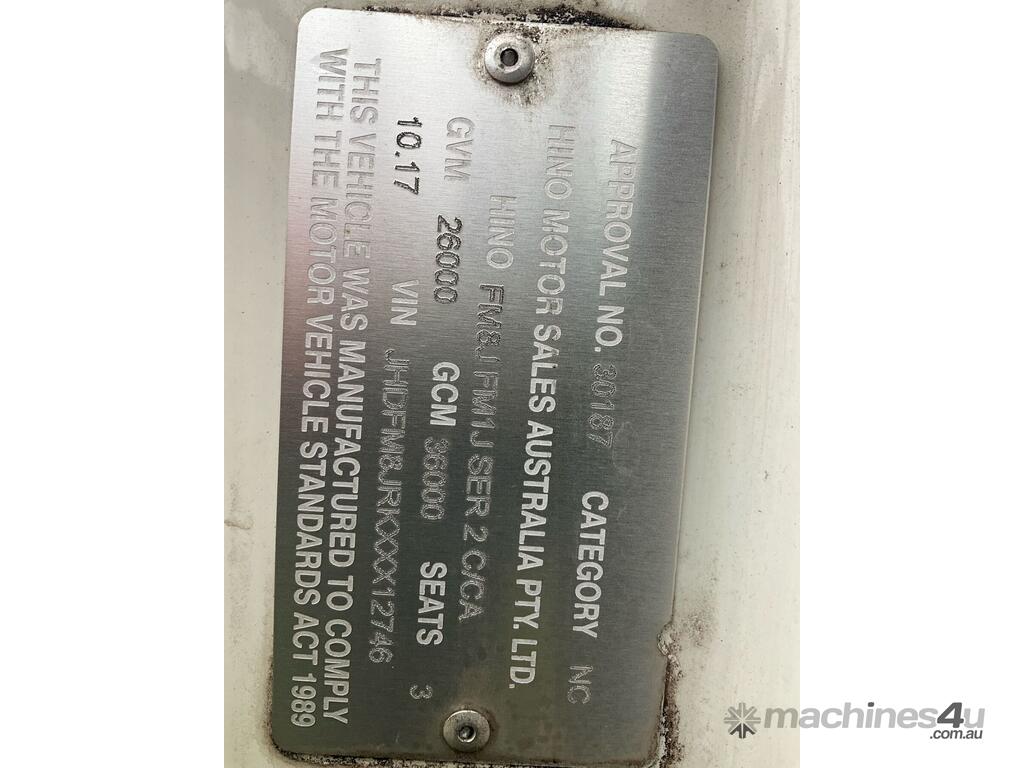 APPROVAL NO. 30187 CATEGORY NC
HINO MOTOR SALES AUSTRALIA PTY. LTD.
HINO FM8J FM1J SER 2 C/CA
GVM 26000 GCM 36000 SEATS 3
10.17 VIN JHDFM8JRKXXX12746
THIS VEHICLE WAS MANUFACTURED TO COMPLY
WITH THE MOTOR VEHICLE STANDARDS ACT 1989
machines4u
.com.au